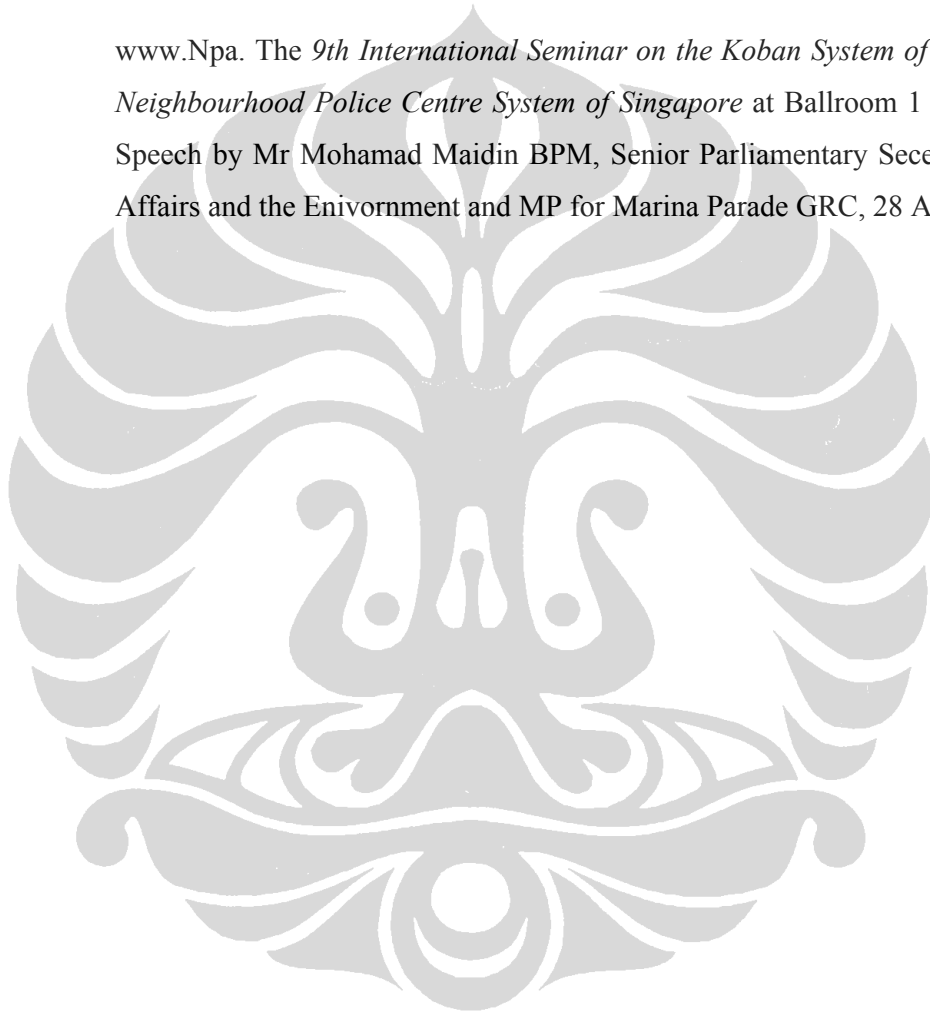 www.Npa. The 9th International Seminar on the Koban System of
Neighbourhood Police Centre System of Singapore at Ballroom 1
Speech by Mr Mohamad Maidin BPM, Senior Parliamentary
Affairs and the Enivornment and MP for Marina Parade GRC, 28